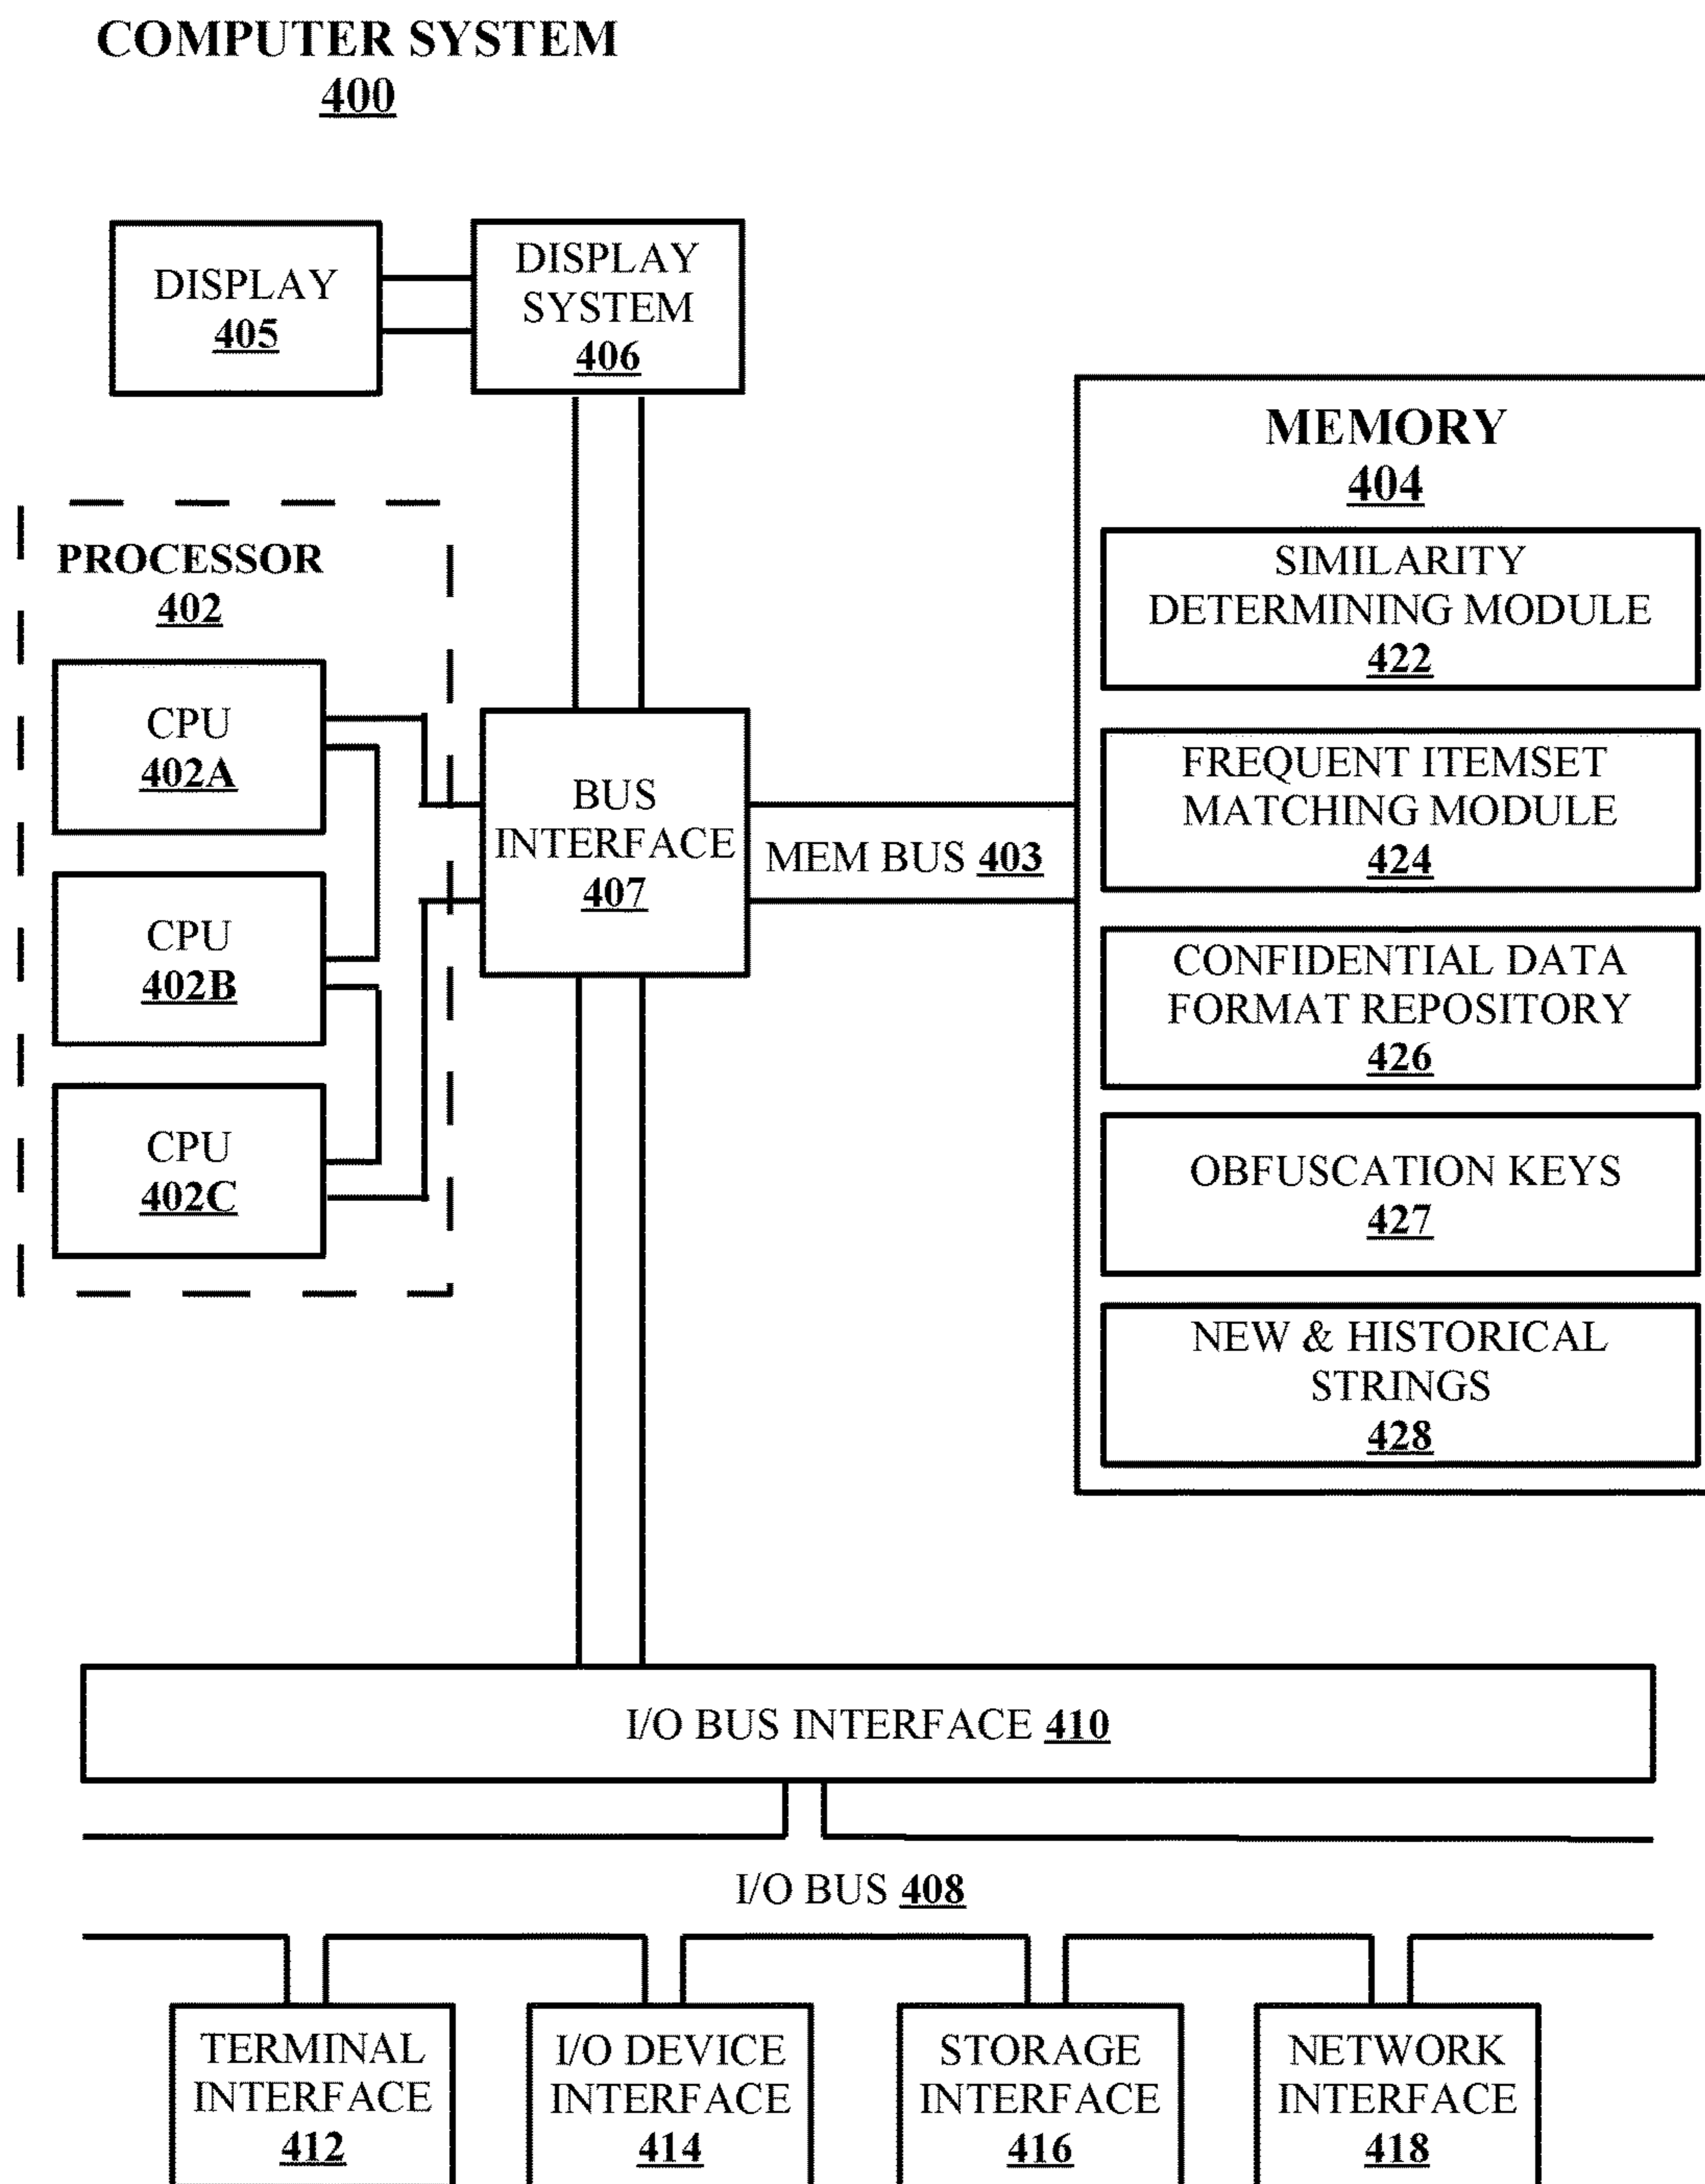 COMPUTER SYSTEM
400
DISPLAY
405
DISPLAY
SYSTEM
406
PROCESSOR
402
CPU
402A
CPU
402B
CPU
402C
BUS
INTERFACE
407
MEM BUS 403
MEMORY
404
SIMILARITY
DETERMINING MODULE
422
FREQUENT ITEMSET
MATCHING MODULE
424
CONFIDENTIAL DATA
FORMAT REPOSITORY
426
OBFUSCATION KEYS
427
NEW & HISTORICAL
STRINGS
428
I/O BUS INTERFACE 410
I/O BUS 408
TERMINAL
INTERFACE
412
I/O DEVICE
INTERFACE
414
STORAGE
INTERFACE
416
NETWORK
INTERFACE
418